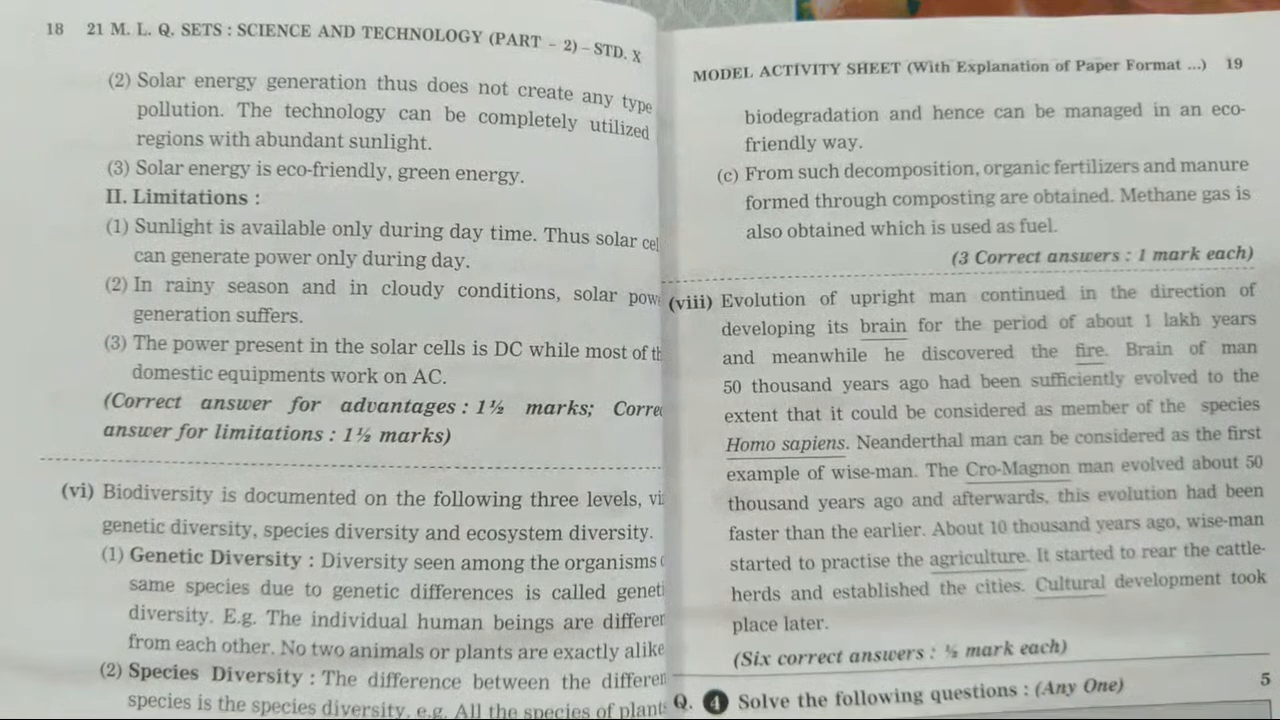 18 21 M. L. Q. SETS : SCIENCE AND TECHNOLOGY (PART – 2) – STD. X
(2) Solar energy generation thus does not create any type
pollution. The technology can be completely utilized
regions with abundant sunlight.
(3) Solar energy is eco-friendly, green energy.
II. Limitations :
(1) Sunlight is available only during day time. Thus solar cel
can generate power only during day.
(2) In rainy season and in cloudy conditions, solar pow
generation suffers.
(3) The power present in the solar cells is DC while most of th
domestic equipments work on AC.
(Correct answer for advantages : 1½ marks; Corre
answer for limitations : 1½ marks)
(vi) Biodiversity is documented on the following three levels, vi
genetic diversity, species diversity and ecosystem diversity.
(1) Genetic Diversity : Diversity seen among the organisms
same species due to genetic differences is called geneti
diversity. E.g. The individual human beings are differen
from each other. No two animals or plants are exactly alike
(2) Species Diversity : The difference between the differen
species is the species diversity, e.g. All the species of plant
MODEL ACTIVITY SHEET (With Explanation of Paper Format ...) 19
biodegradation and hence can be managed in an eco-
friendly way.
(c) From such decomposition, organic fertilizers and manure
formed through composting are obtained. Methane gas is
also obtained which is used as fuel.
(3 Correct answers : 1 mark each)
(viii) Evolution of upright man continued in the direction of
developing its brain for the period of about 1 lakh years
and meanwhile he discovered the fire. Brain of man
50 thousand years ago had been sufficiently evolved to the
extent that it could be considered as member of the species
Homo sapiens. Neanderthal man can be considered as the first
example of wise-man. The Cro-Magnon man evolved about 50
thousand years ago and afterwards, this evolution had been
faster than the earlier. About 10 thousand years ago, wise-man
started to practise the agriculture. It started to rear the cattle-
herds and established the cities. Cultural development took
place later.
(Six correct answers : ½ mark each)
Q. 4 Solve the following questions : (Any One) 5